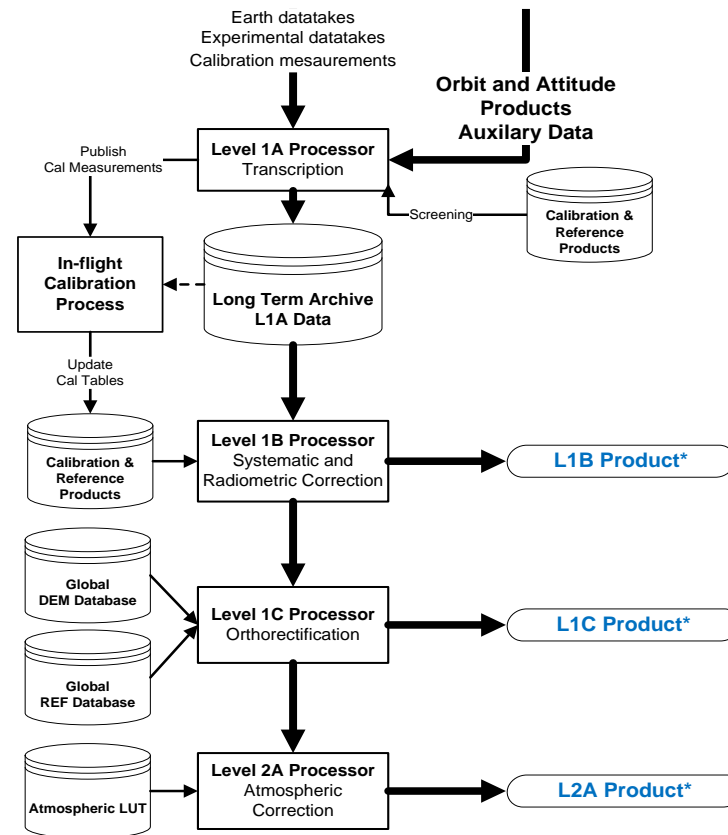 Earth datatakes
Experimental datatakes
Calibration mesaurements
Orbit and Attitude
Products
Auxilary Data
Publish
Cal Measurements
Level 1A Processor
Transcription
Screening
Calibration &
Reference
Products
In-flight
Calibration
Process
Long Term Archive
L1A Data
Update
Cal Tables
Calibration &
Reference
Products
Level 1B Processor
Systematic and
Radiometric Correction
L1B Product*
Global
DEM Database
Level 1C Processor
Orthorectification
L1C Product*
Global
REF Database
Atmospheric LUT
Level 2A Processor
Atmospheric
Correction
L2A Product*